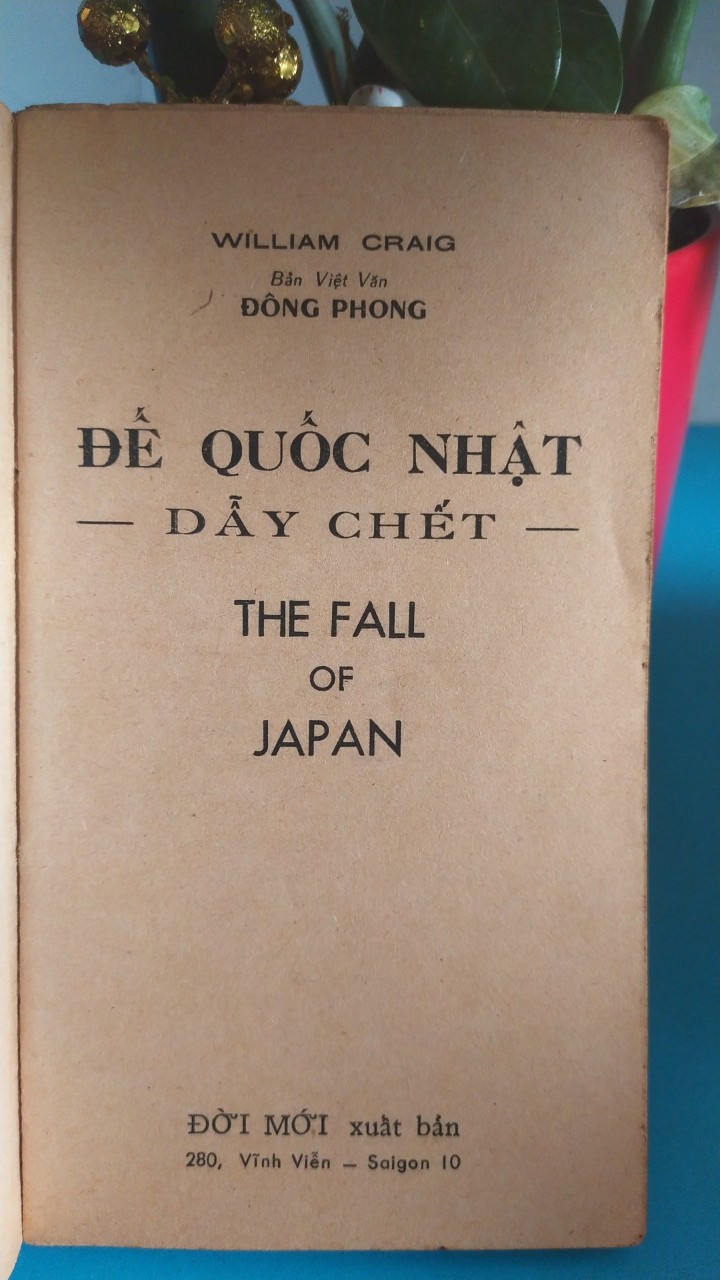 WILLIAM CRAIG
Bản Việt Văn
ĐÔNG PHONG
ĐẾ QUỐC NHẬT
— DẪY CHẾT —
THE FALL
OF
JAPAN
ĐỜI MỚI xuất bản
280, Vĩnh Viễn – Saigon 10